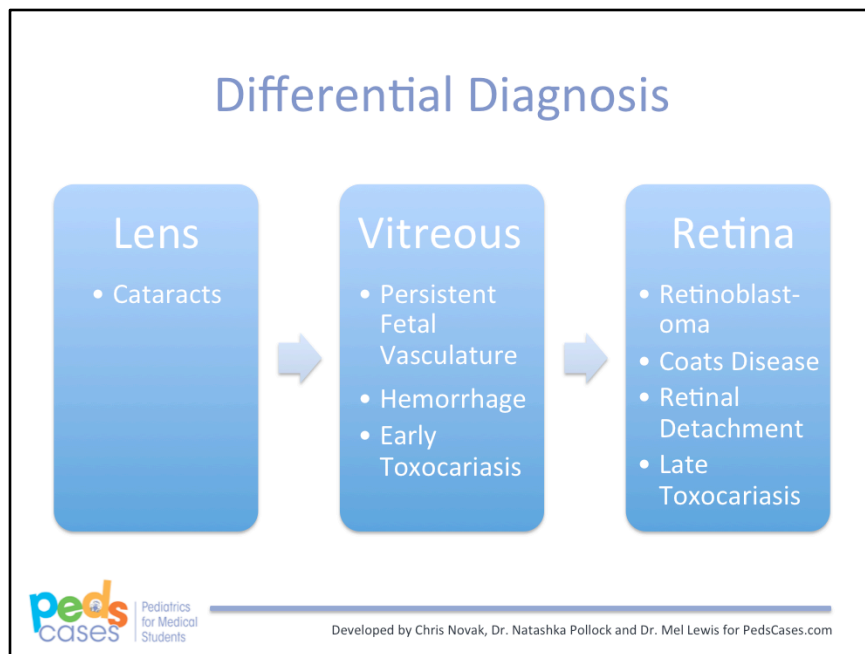 Differential Diagnosis
Lens
• Cataracts
Vitreous
• Persistent
Fetal
Vasculature
• Hemorrhage
• Early
Toxocariasis
Retina
• Retinoblast-
oma
• Coats Disease
• Retinal
Detachment
• Late
Toxocariasis
peds
cases
Pediatrics
for Medical
Students
Developed by Chris Novak, Dr. Natashka Pollock and Dr. Mel Lewis for PedsCases.com